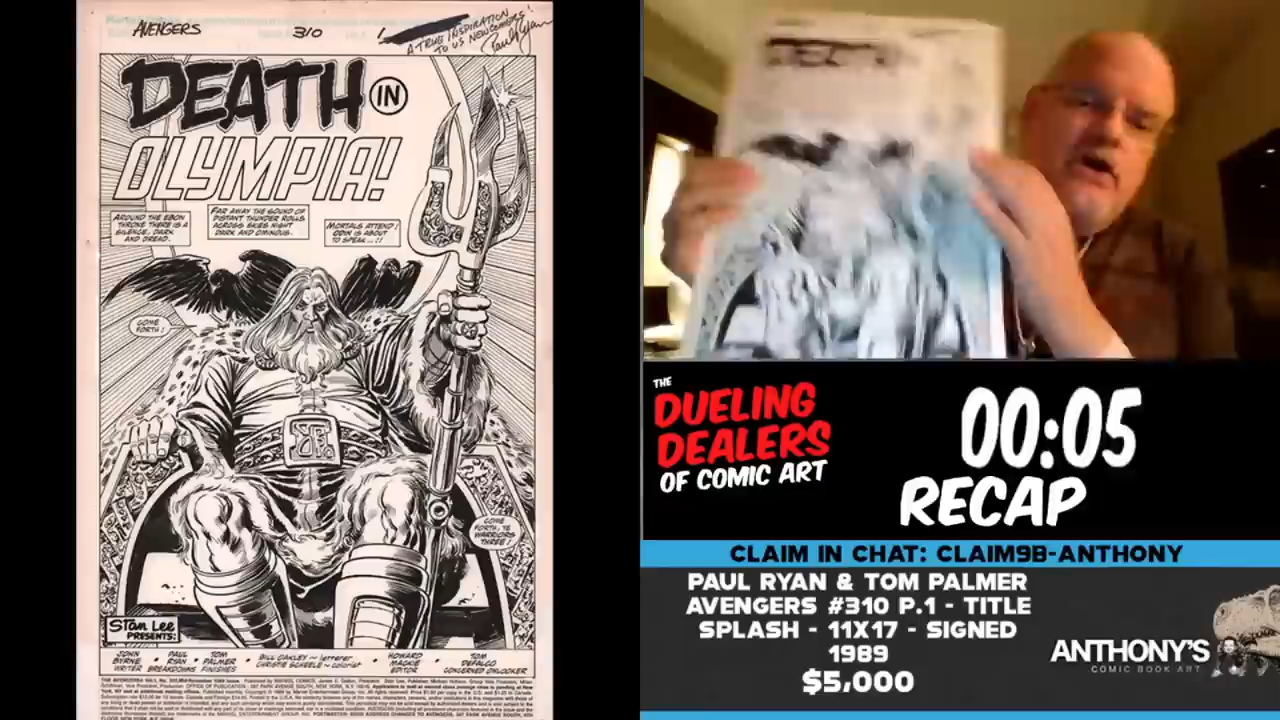 AVENGERS 310 1
A TRUE INSPIRATION
TO US NEWCOMERS!
Paul Ryan
DEATH IN
OLYMPIA!
AROUND THE EBON
THRONE THERE IS A
SILENCE, DARK
AND DREAD.
FAR AWAY THE SOUND OF
DISTANT THUNDER ROLLS
ACROSS SKIES NIGHT
DARK AND OMINOUS.
MORTALS ATTEND!
ODIN IS ABOUT
TO SPEAK...!!
COME
FORTH!
COME
FORTH, YE
WARRIORS
THREE!
Stan Lee
PRESENTS:
JOHN BYRNE WRITER
PAUL RYAN BREAKDOWNS
TOM PALMER FINISHES
BILL OAKLEY ~ letterer
CHRISTIE SCHEELE ~ colorist
HOWARD MACKIE EDITOR
TOM DEFALCO CONCERNED ONLOOKER
DEATH
THE
DUELING
DEALERS
OF COMIC ART
00:05
RECAP
CLAIM IN CHAT: CLAIM9B-ANTHONY
PAUL RYAN & TOM PALMER
AVENGERS #310 P.1 - TITLE
SPLASH - 11X17 - SIGNED
1989
$5,000
ANTHONY'S
COMIC BOOK ART